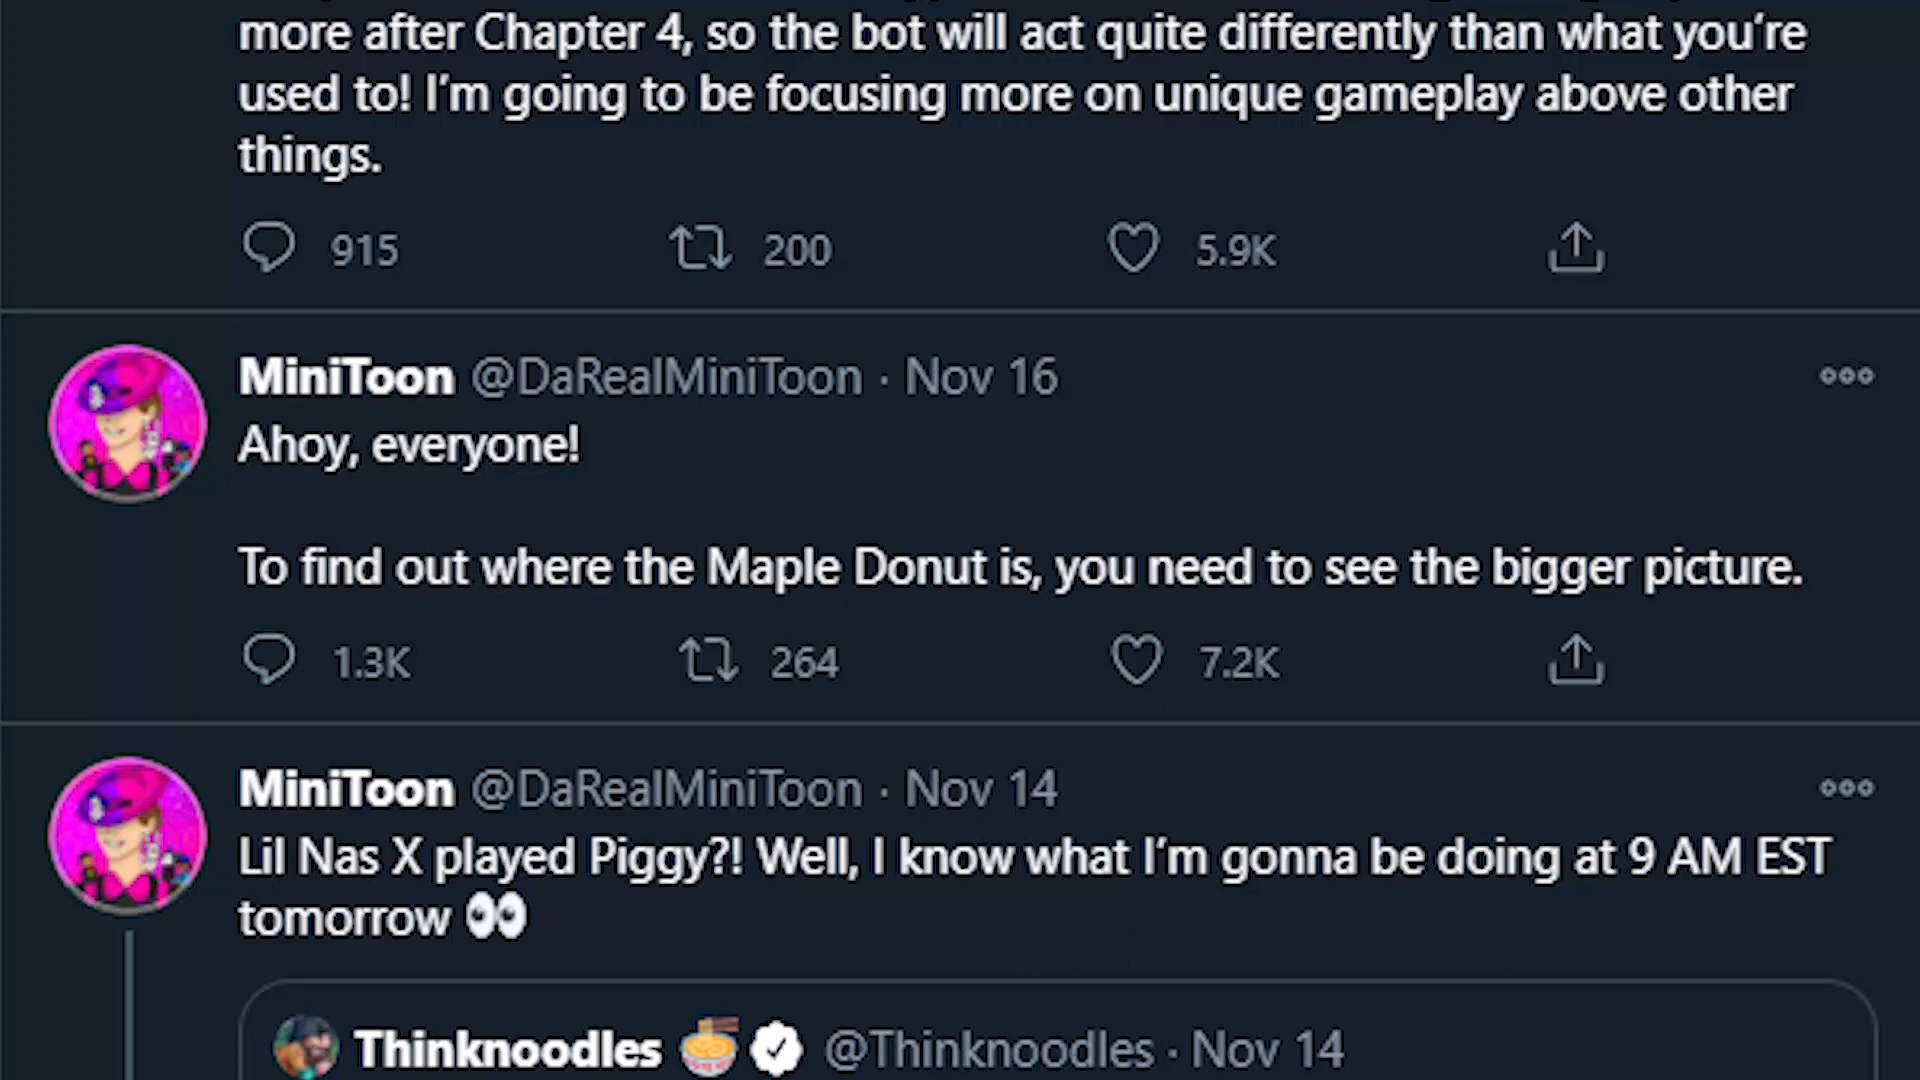 more after Chapter 4, so the bot will act quite differently than what you’re
used to! I’m going to be focusing more on unique gameplay above other
things.
915 200 5.9K
MiniToon @DaRealMiniToon · Nov 16
Ahoy, everyone!
To find out where the Maple Donut is, you need to see the bigger picture.
1.3K 264 7.2K
MiniToon @DaRealMiniToon · Nov 14
Lil Nas X played Piggy?! Well, I know what I’m gonna be doing at 9 AM EST
tomorrow 👀
Thinknoodles 🍜 @Thinknoodles · Nov 14